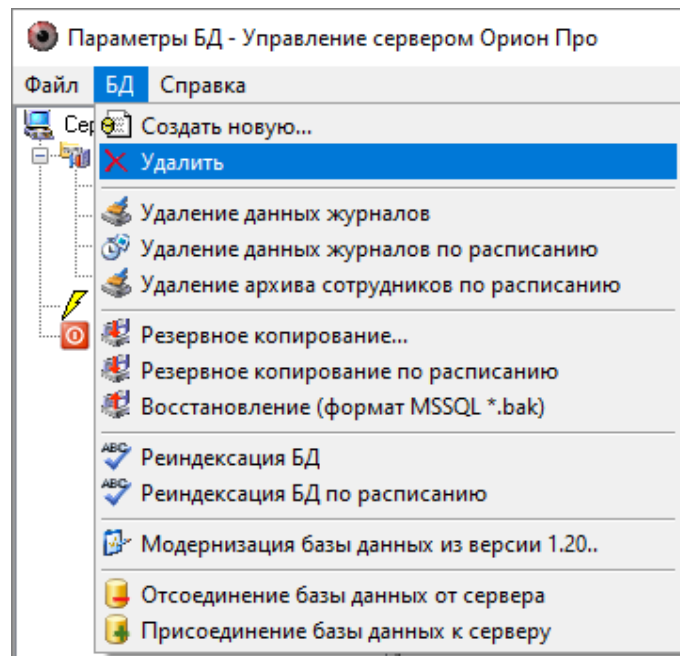 Параметры БД - Управление сервером Орион Про
Файл БД Справка
Создать новую...
Удалить
Удаление данных журналов
Удаление данных журналов по расписанию
Удаление архива сотрудников по расписанию
Резервное копирование...
Резервное копирование по расписанию
Восстановление (формат MSSQL *.bak)
Реиндексация БД
Реиндексация БД по расписанию
Модернизация базы данных из версии 1.20..
Отсоединение базы данных от сервера
Присоединение базы данных к серверу